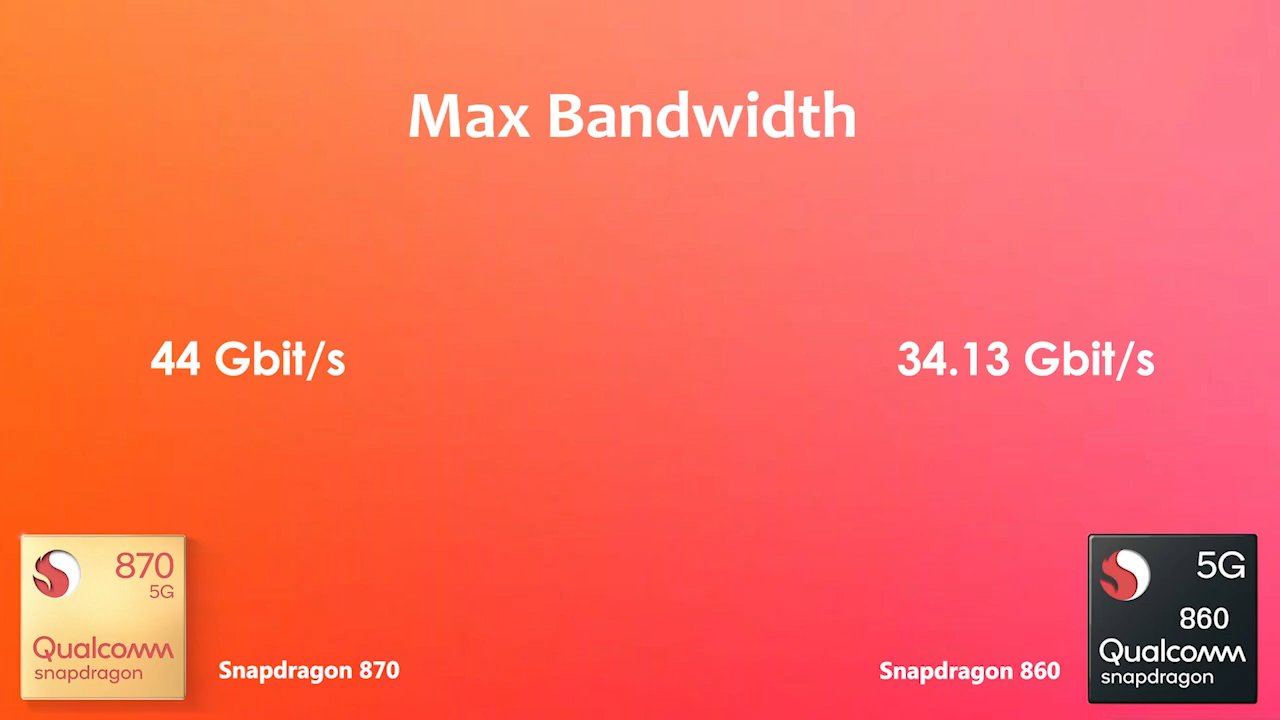 Max Bandwidth
44 Gbit/s
34.13 Gbit/s
870
5G
Qualcomm
snapdragon
Snapdragon 870
Snapdragon 860
5G
860
Qualcomm
snapdragon